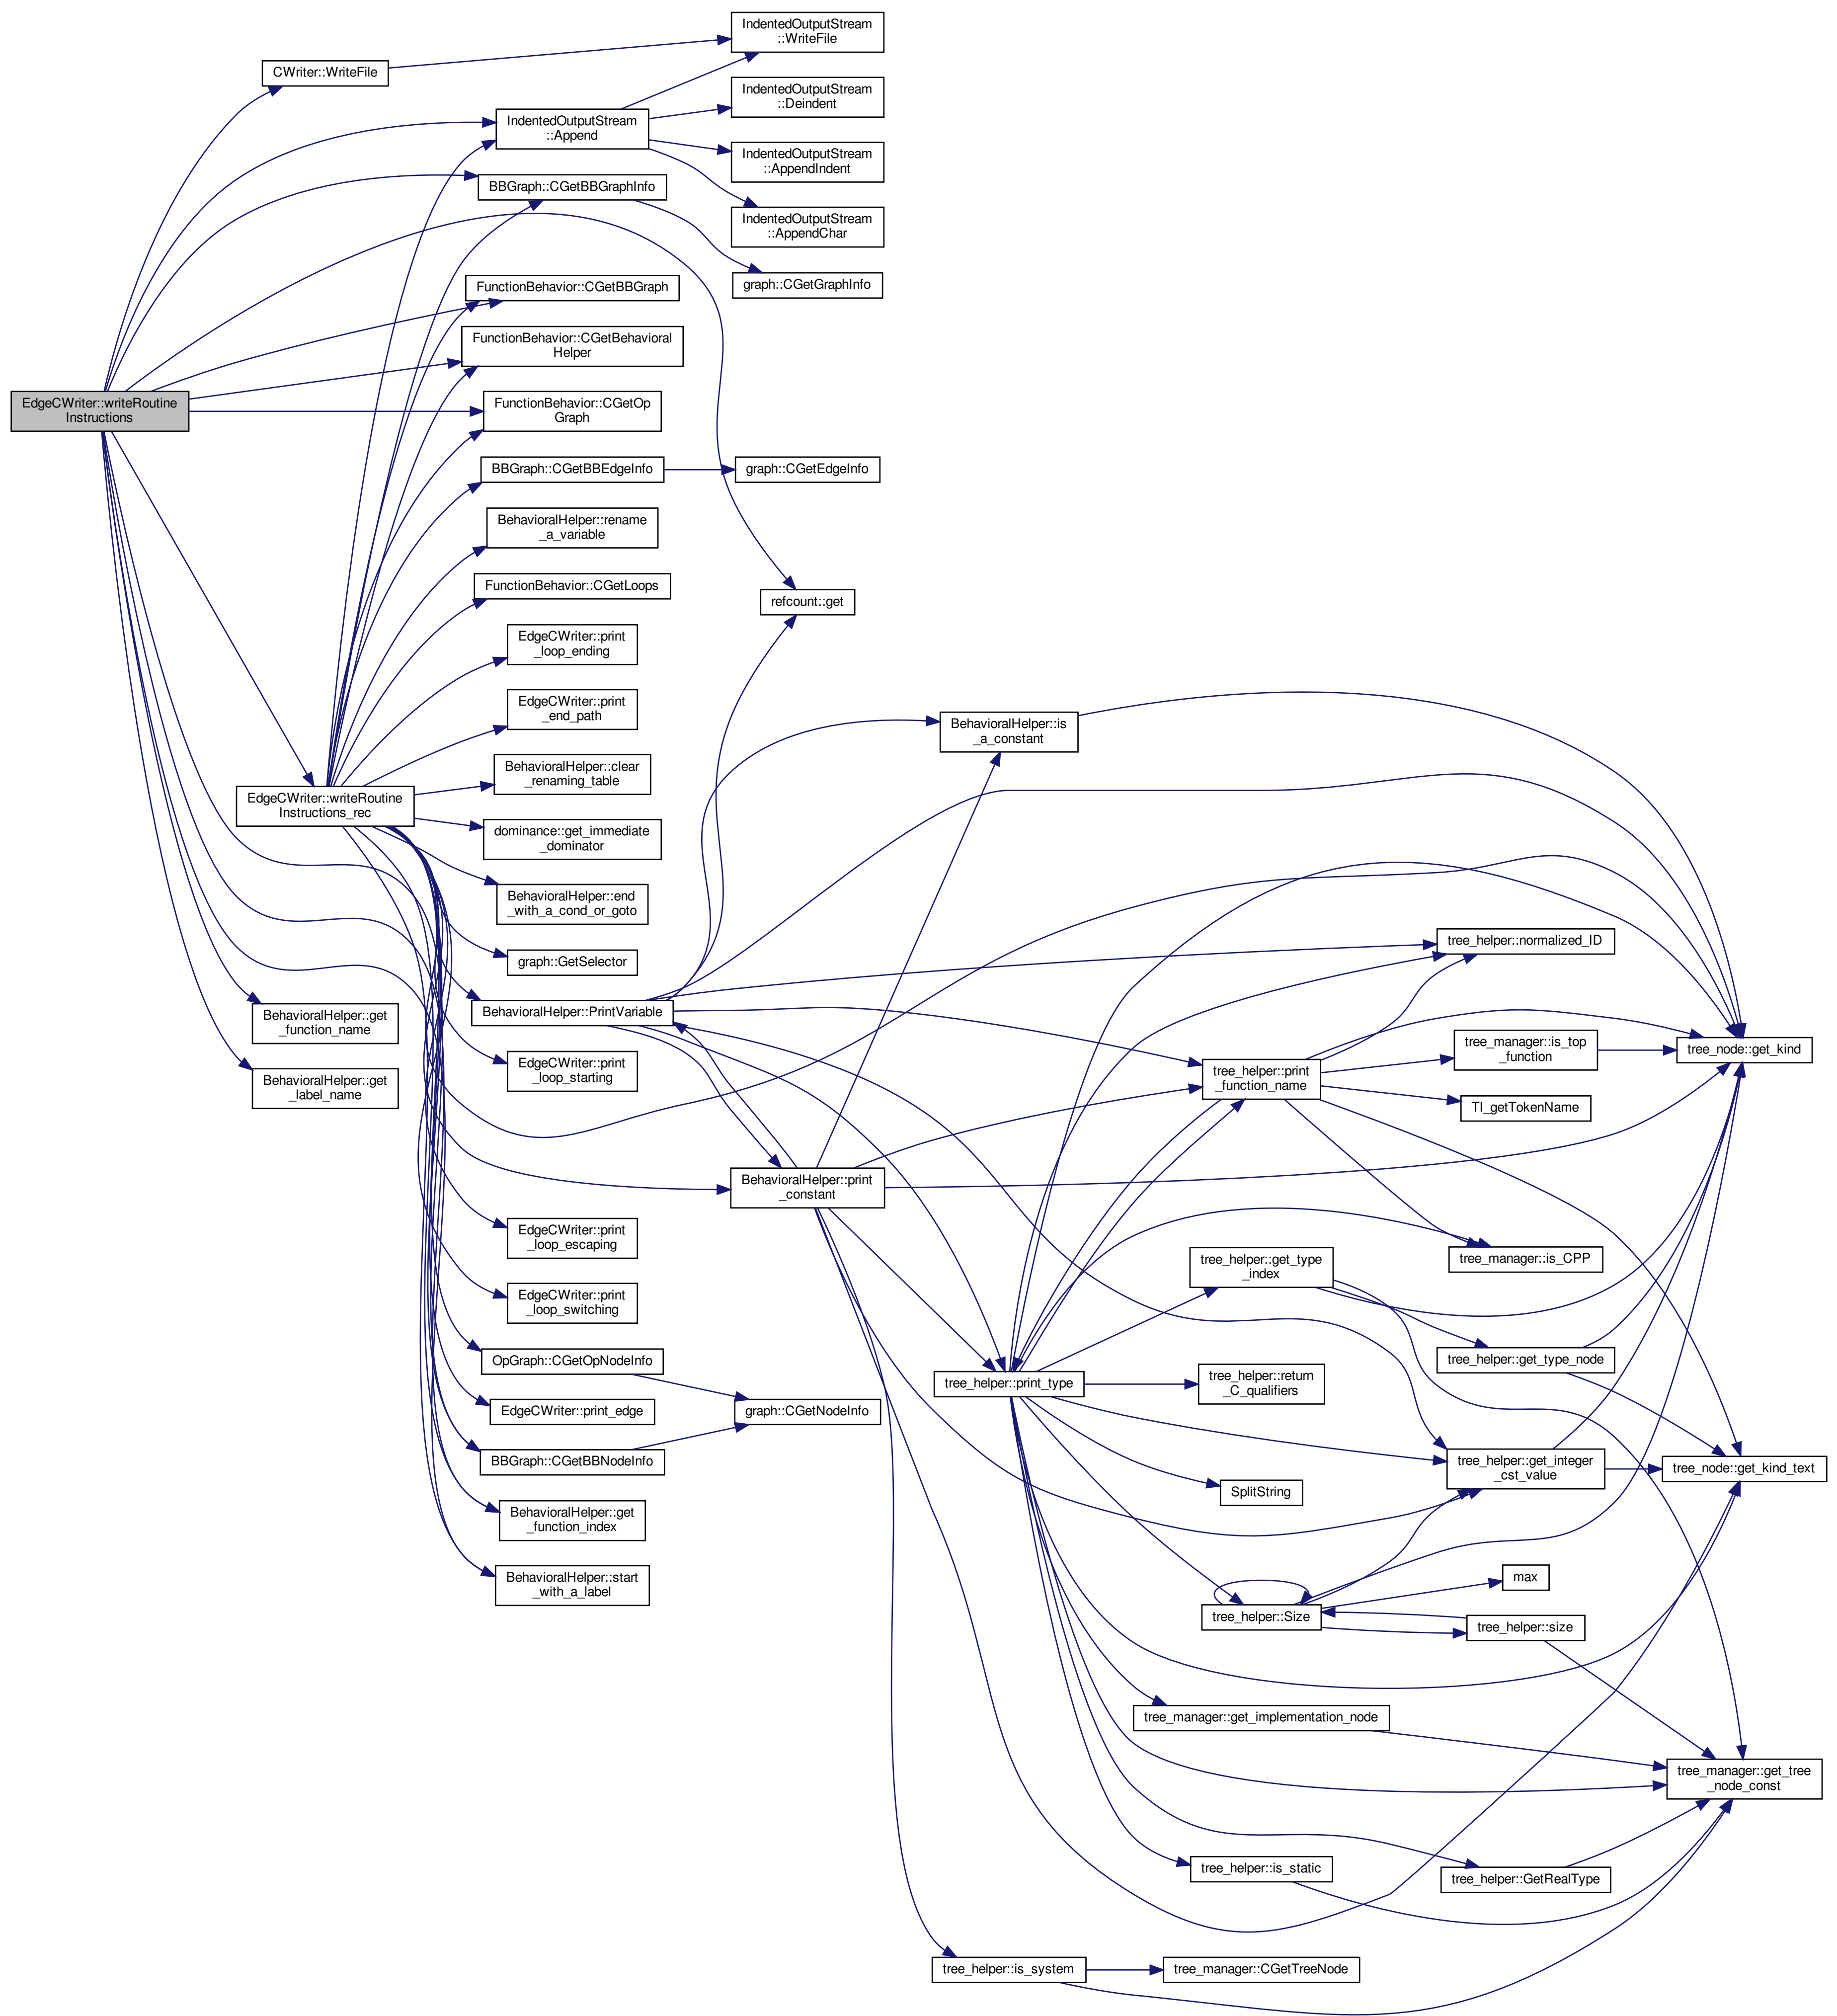 IndentedOutputStream
::WriteFile
CWriter::WriteFile
IndentedOutputStream
::Deindent
IndentedOutputStream
::Append
IndentedOutputStream
::AppendIndent
BBGraph::CGetBBGraphInfo
IndentedOutputStream
::AppendChar
graph::CGetGraphInfo
FunctionBehavior::CGetBBGraph
FunctionBehavior::CGetBehavioral
Helper
EdgeCWriter::writeRoutine
Instructions
FunctionBehavior::CGetOp
Graph
BBGraph::CGetBBEdgeInfo
graph::CGetEdgeInfo
BehavioralHelper::rename
_a_variable
FunctionBehavior::CGetLoops
refcount::get
EdgeCWriter::print
_loop_ending
EdgeCWriter::print
_end_path
BehavioralHelper::is
_a_constant
BehavioralHelper::clear
_renaming_table
EdgeCWriter::writeRoutine
Instructions_rec
dominance::get_immediate
_dominator
BehavioralHelper::end
_with_a_cond_or_goto
tree_helper::normalized_ID
graph::GetSelector
BehavioralHelper::PrintVariable
BehavioralHelper::get
_function_name
tree_manager::is_top
_function
tree_node::get_kind
EdgeCWriter::print
_loop_starting
tree_helper::print
_function_name
BehavioralHelper::get
_label_name
TI_getTokenName
BehavioralHelper::print
_constant
EdgeCWriter::print
_loop_escaping
tree_manager::is_CPP
tree_helper::get_type
_index
EdgeCWriter::print
_loop_switching
OpGraph::CGetOpNodeInfo
tree_helper::get_type_node
tree_helper::print_type
tree_helper::return
_C_qualifiers
EdgeCWriter::print_edge
graph::CGetNodeInfo
BBGraph::CGetBBNodeInfo
tree_helper::get_integer
_cst_value
tree_node::get_kind_text
SplitString
BehavioralHelper::get
_function_index
BehavioralHelper::start
_with_a_label
max
tree_helper::Size
tree_helper::size
tree_manager::get_implementation_node
tree_manager::get_tree
_node_const
tree_helper::is_static
tree_helper::GetRealType
tree_helper::is_system
tree_manager::CGetTreeNode